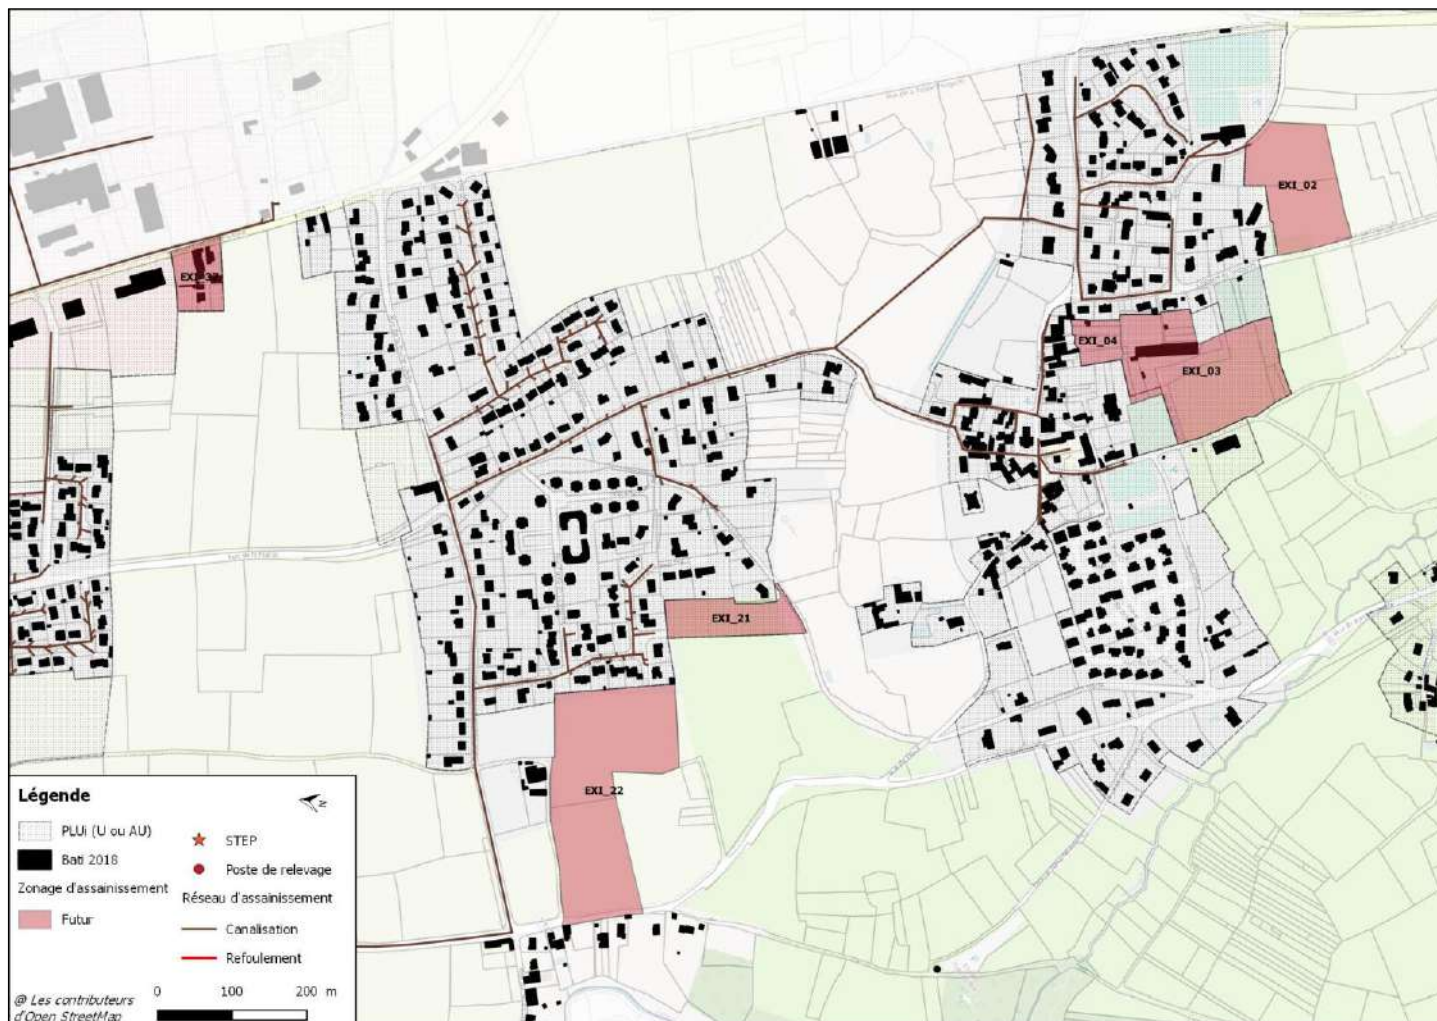 EXI_02
EXI_37
EXI_04
EXI_03
EXI_21
EXI_22
Légende
N
PLUi (U ou AU)
Bati 2018
Zonage d'assainissement
Futur
STEP
Poste de relevage
Réseau d'assainissement
Canalisation
Refoulement
0 100 200 m
@ Les contributeurs
d'Open StreetMap